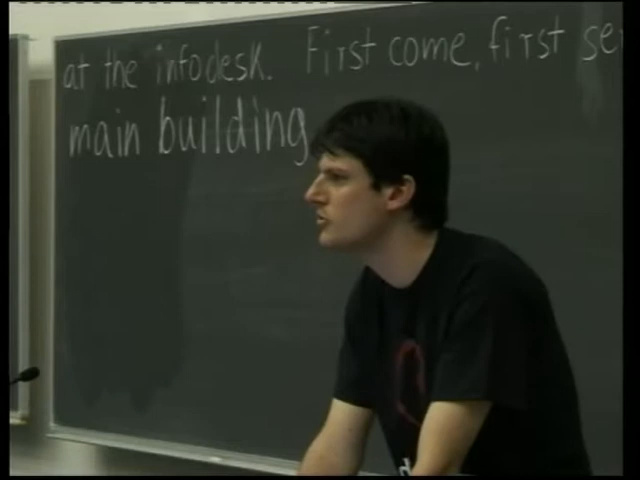 at the infodesk. First come, first se
main building